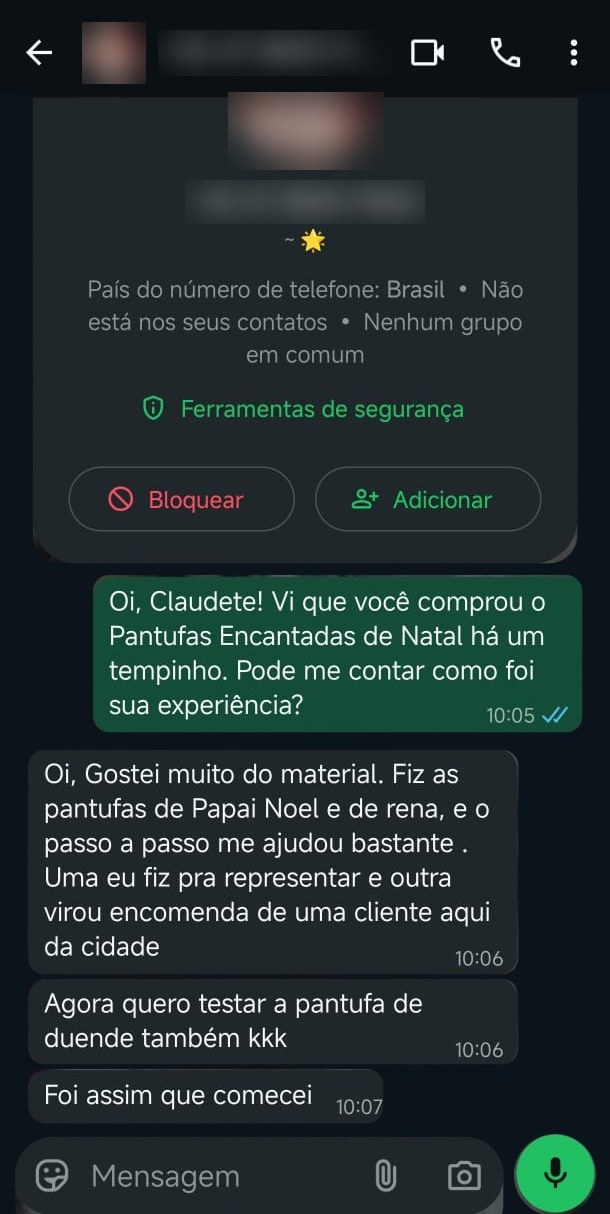 ~ 🌟
País do número de telefone: Brasil • Não
está nos seus contatos • Nenhum grupo
em comum
Ferramentas de segurança
Bloquear
Adicionar
Oi, Claudete! Vi que você comprou o
Pantufas Encantadas de Natal há um
tempinho. Pode me contar como foi
sua experiência?
10:05
Oi, Gostei muito do material. Fiz as
pantufas de Papai Noel e de rena, e o
passo a passo me ajudou bastante .
Uma eu fiz pra representar e outra
virou encomenda de uma cliente aqui
da cidade
10:06
Agora quero testar a pantufa de
duende também kkk
10:06
Foi assim que comecei
10:07
Mensagem